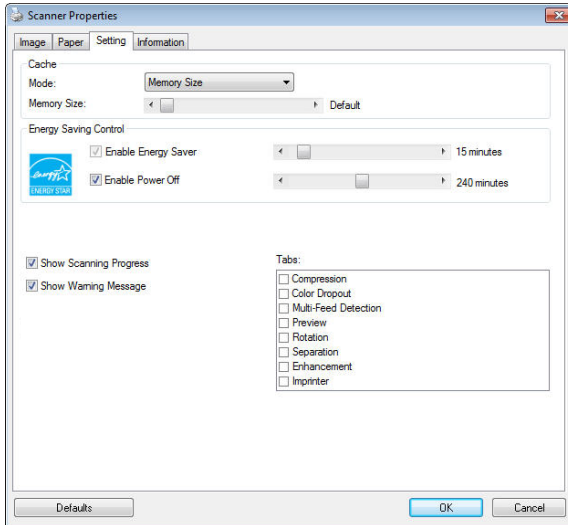 Scanner Properties
Image Paper Setting Information
Cache
Mode: Memory Size
Memory Size: Default
Energy Saving Control
Enable Energy Saver 15 minutes
energy
ENERGY STAR
Enable Power Off 240 minutes
Show Scanning Progress
Show Warning Message
Tabs:
Compression
Color Dropout
Multi-Feed Detection
Preview
Rotation
Separation
Enhancement
Imprinter
Defaults OK Cancel